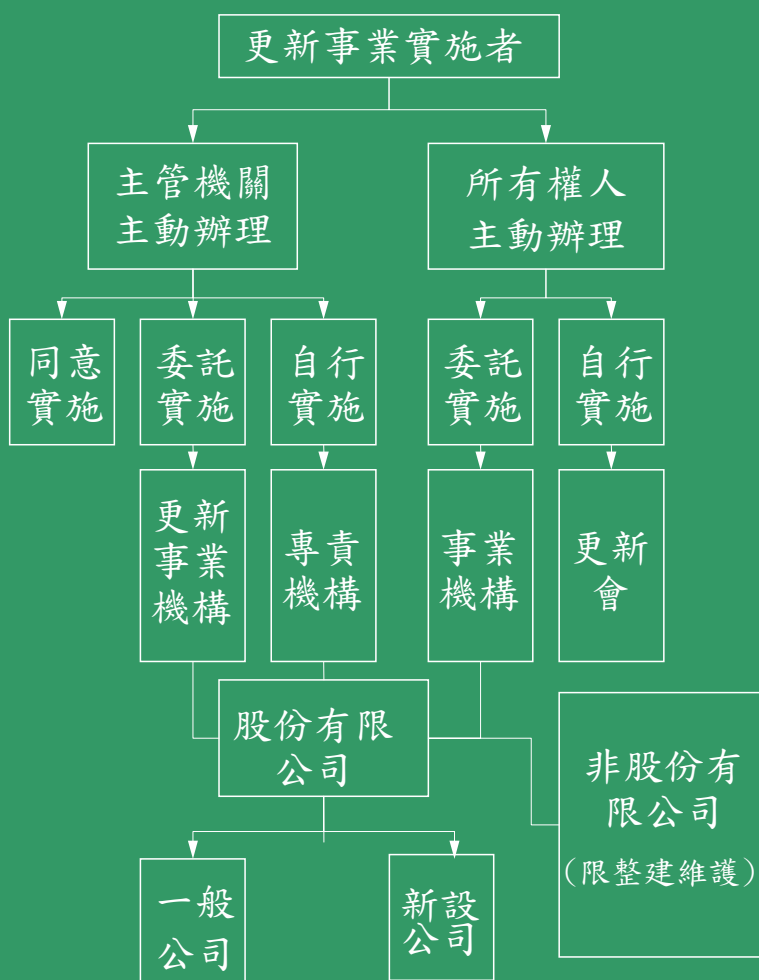 更新事業實施者
主管機關
主動辦理
所有權人
主動辦理
同意
實施
委託
實施
自行
實施
委託
實施
自行
實施
更新
事業
機構
專責
機構
事業
機構
更新
會
股份有限
公司
非股份有
限公司
(限整建維護)
一般
公司
新設
公司